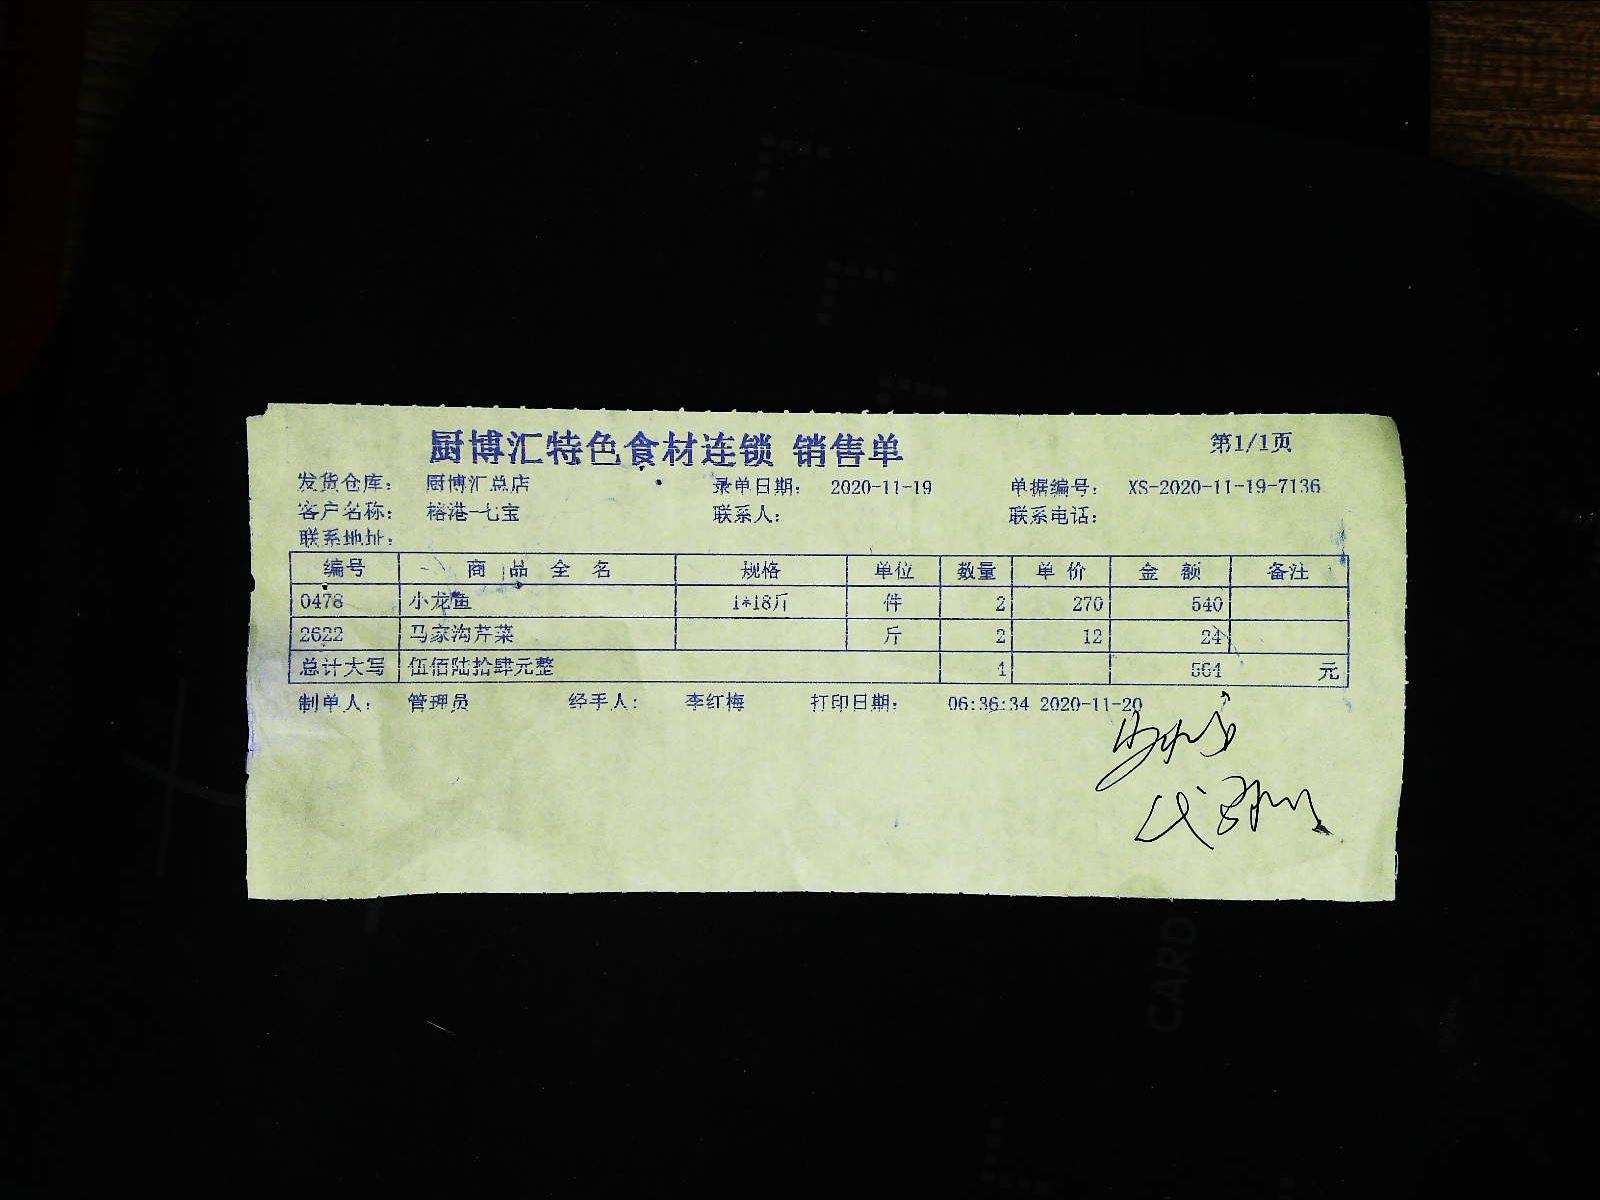 厨博汇特色食材连锁 销售单 第1/1页
发货仓库： 厨博汇总店 录单日期： 2020-11-19 单据编号： XS-2020-11-19-7136
客户名称： 榕港-七宝 联系人： 联系电话：
联系地址：
编号 商品全名 规格 单位 数量 单价 金额 备注
0478 小龙鱼 1*18斤 件 2 270 540
2622 马家沟芹菜 斤 2 12 24
总计大写 伍佰陆拾肆元整 4 564 元
制单人： 管理员 经手人： 李红梅 打印日期： 06:36:34 2020-11-20
CARD